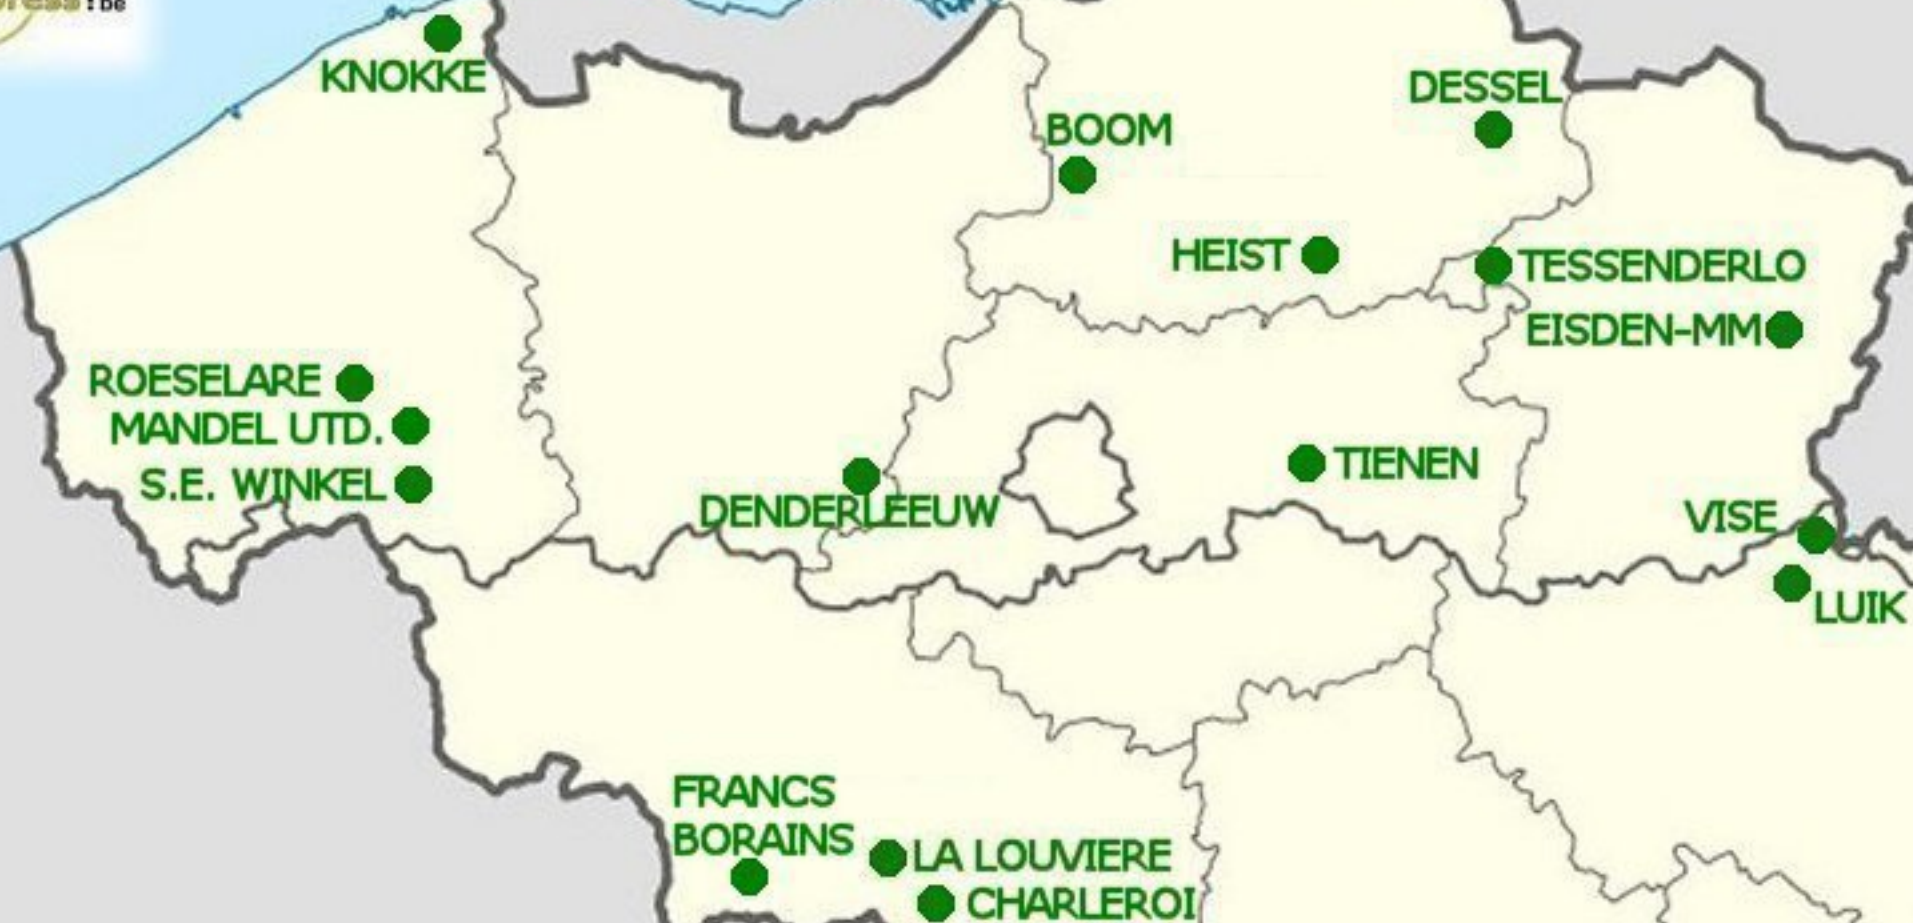 KNOKKE
DESSEL
BOOM
HEIST
TESSENDERLO
EISDEN-MM
ROESELARE
MANDEL UTD.
S.E. WINKEL
TIENEN
DENDERLEEUW
VISE
LUIK
FRANCS
BORAINS
LA LOUVIERE
CHARLEROI